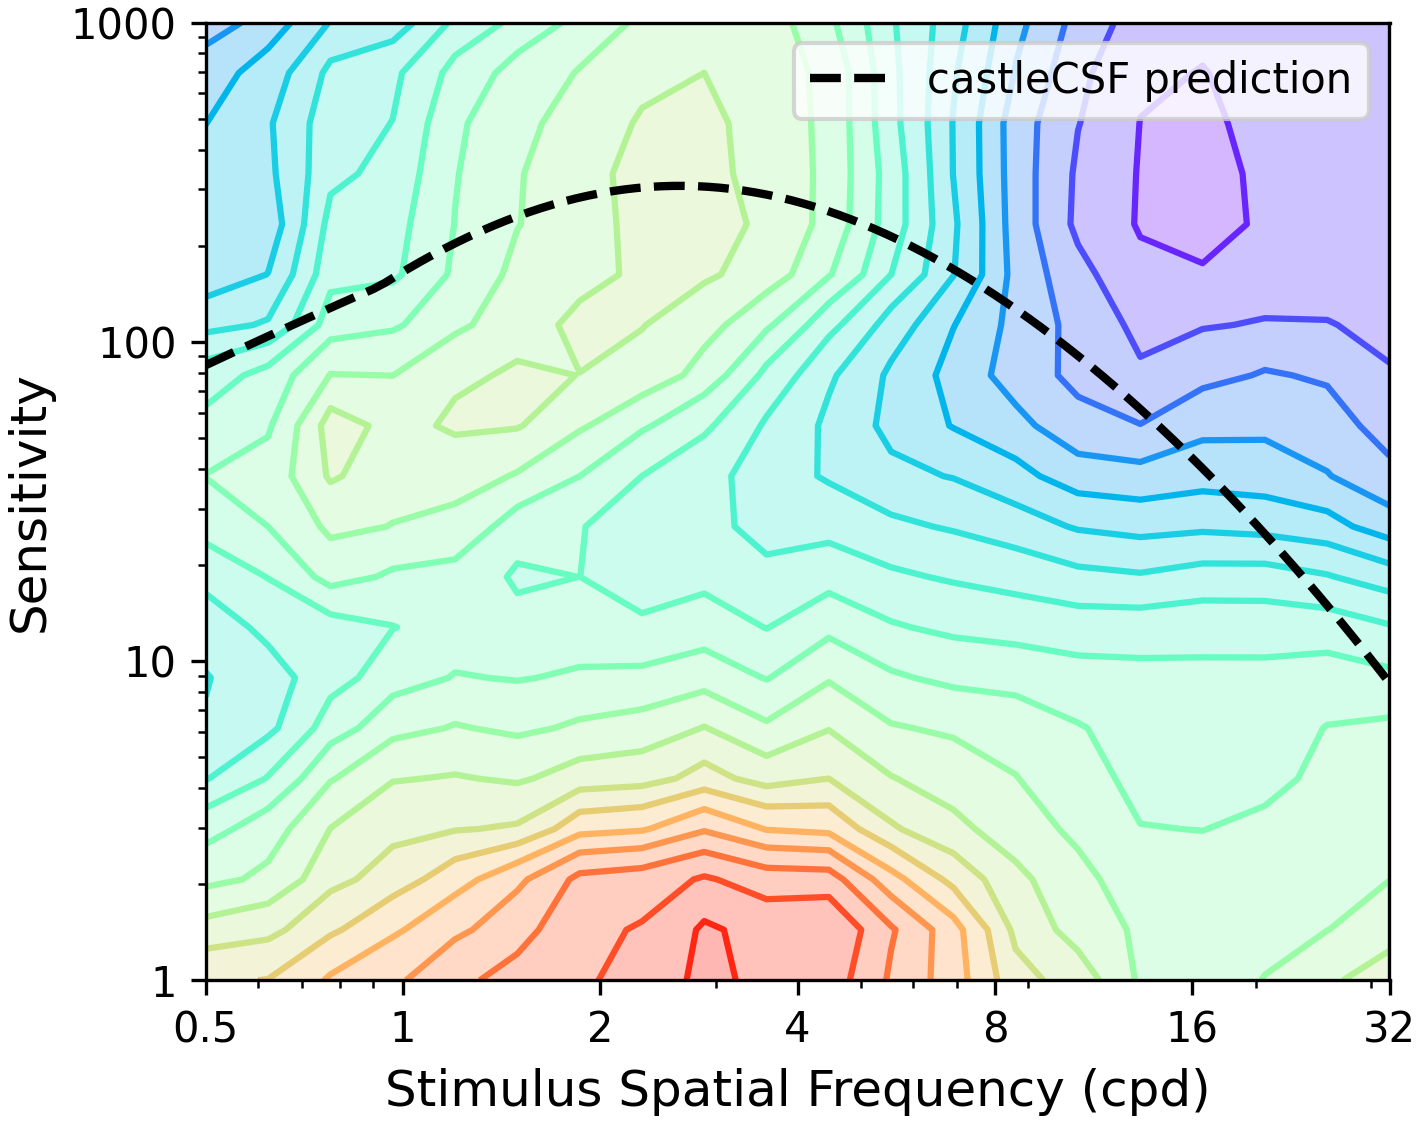 1000
100
10
1
Sensitivity
castleCSF prediction
0.5 1 2 4 8 16 32
Stimulus Spatial Frequency (cpd)